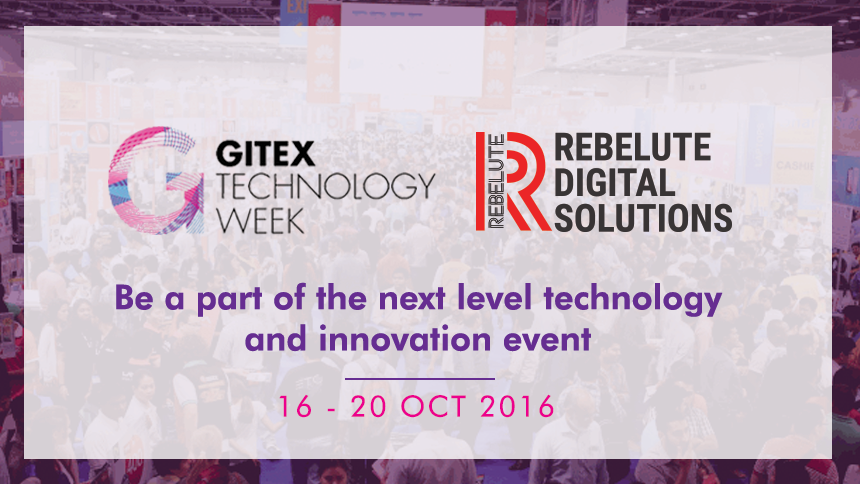 GITEX
TECHNOLOGY
WEEK
REBELUTE
REBELUTE
DIGITAL
SOLUTIONS
Be a part of the next level technology
and innovation event
16 - 20 OCT 2016